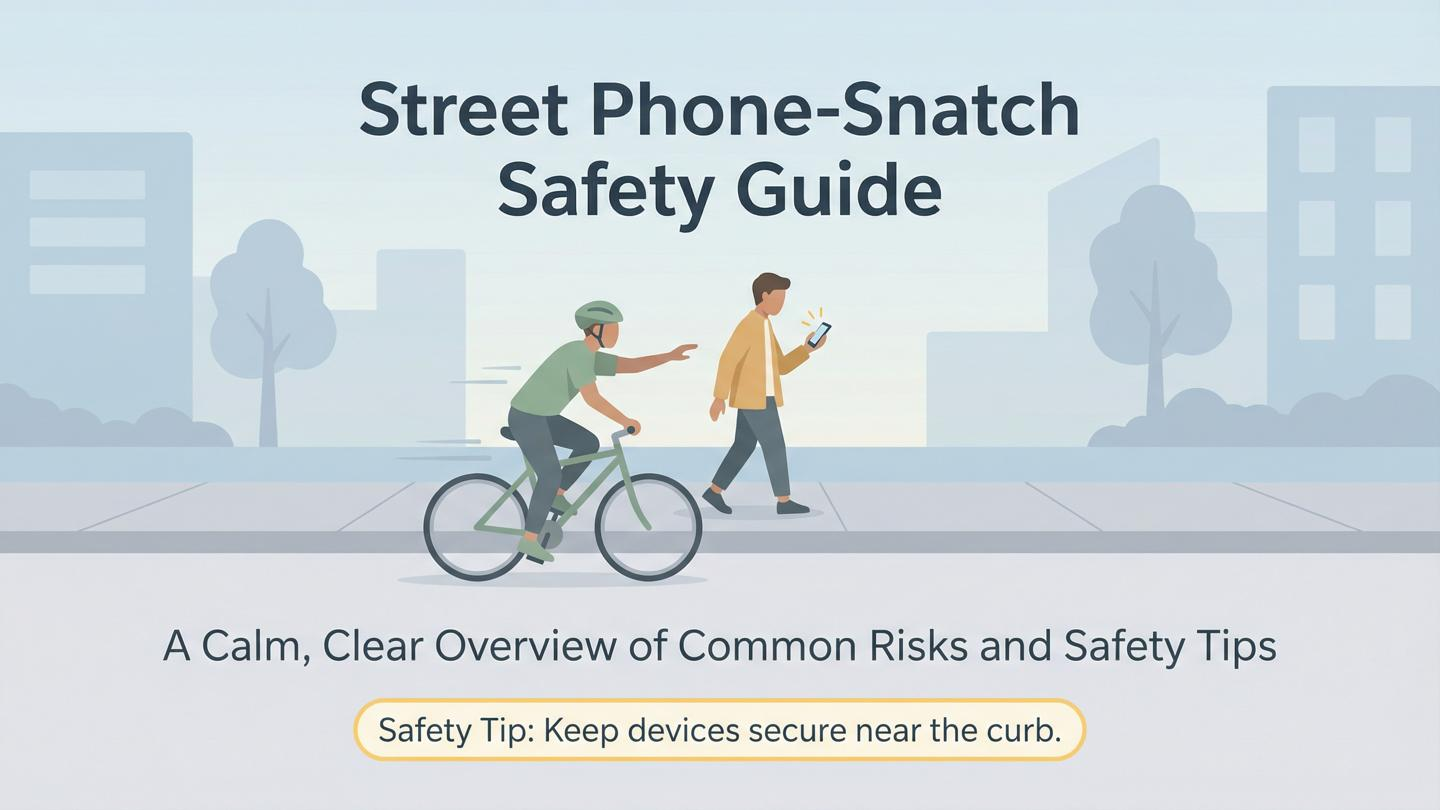 Street Phone-Snatch
Safety Guide
A Calm, Clear Overview of Common Risks and Safety Tips
Safety Tip: Keep devices secure near the curb.